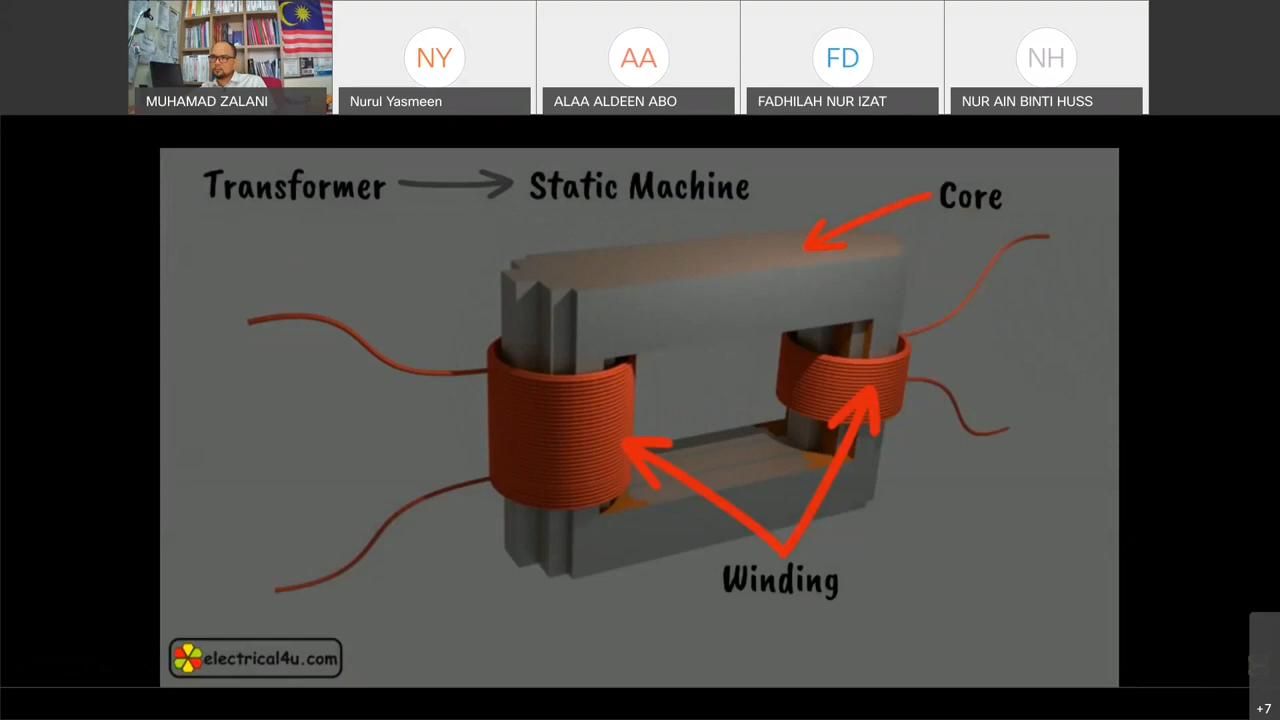 NY
AA
FD
NH
MUHAMAD ZALANI
Nurul Yasmeen
ALAA ALDEEN ABO
FADHILAH NUR IZAT
NUR AIN BINTI HUSS
Transformer
Static Machine
Core
Winding
electrical4u.com
+7